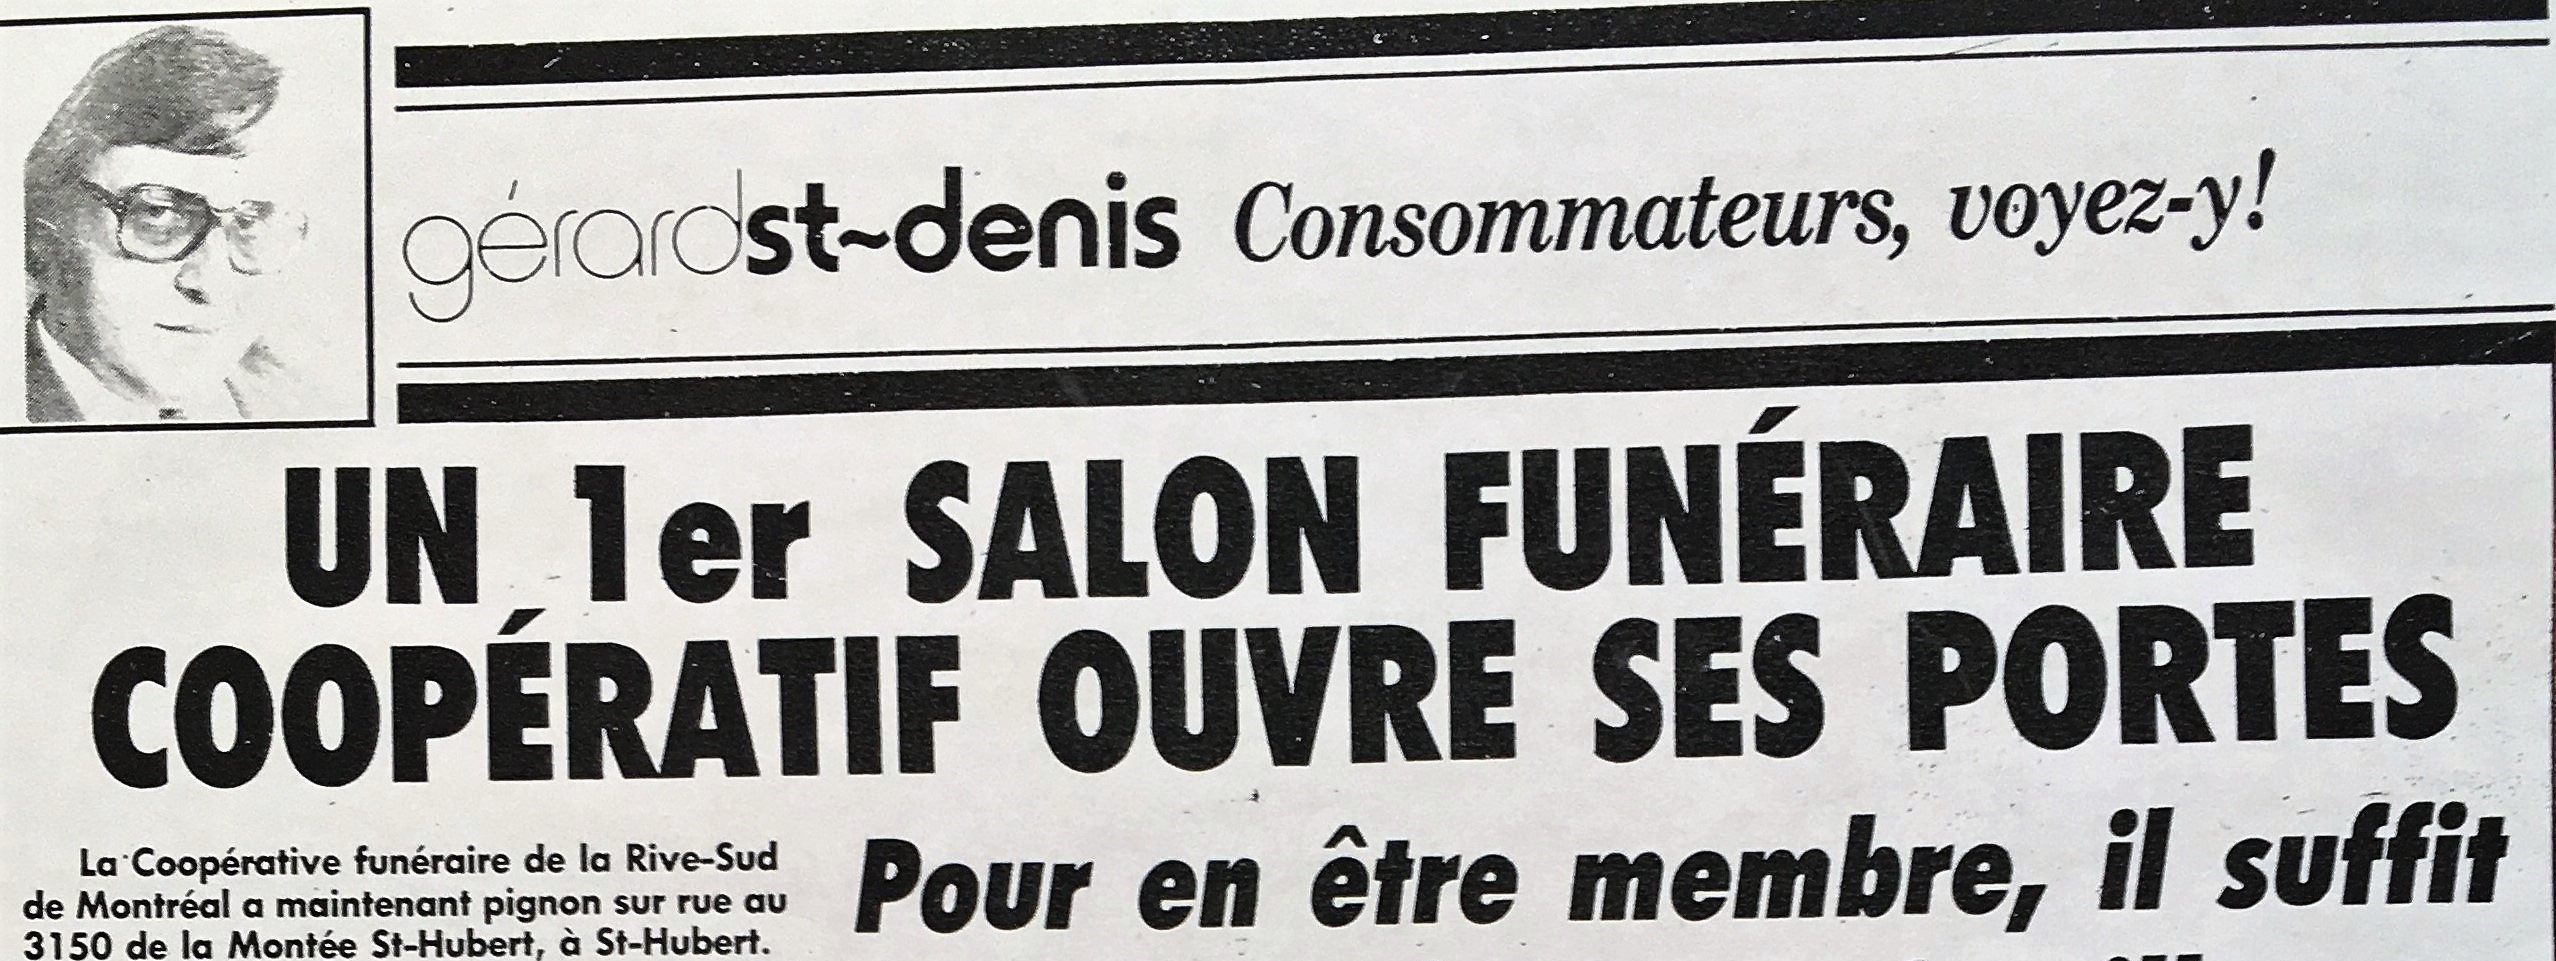 gérardst-denis Consommateurs, voyez-y!
UN 1er SALON FUNÉRAIRE
COOPÉRATIF OUVRE SES PORTES
La Coopérative funéraire de la Rive-Sud
de Montréal a maintenant pignon sur rue au
3150 de la Montée St-Hubert, à St-Hubert.
Pour en être membre, il suffit